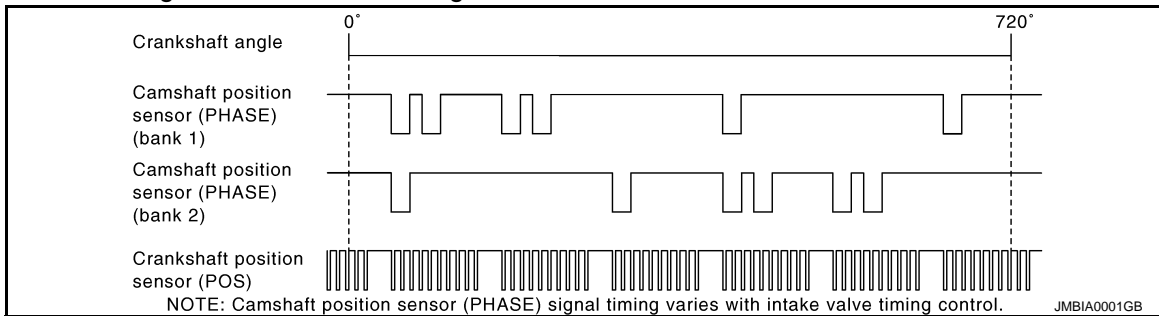 0° 720°
Crankshaft angle
Camshaft position
sensor (PHASE)
(bank 1)
Camshaft position
sensor (PHASE)
(bank 2)
Crankshaft position
sensor (POS)
NOTE: Camshaft position sensor (PHASE) signal timing varies with intake valve timing control.
JMBIA0001GB